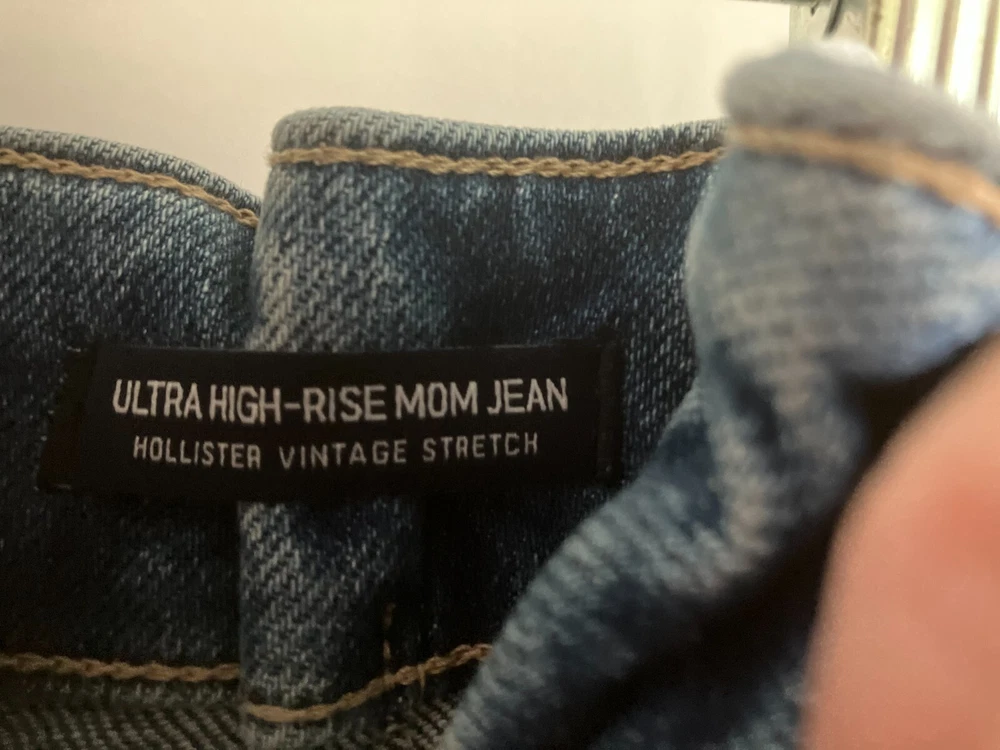 ULTRA HIGH-RISE MOM JEAN
HOLLISTER VINTAGE STRETCH